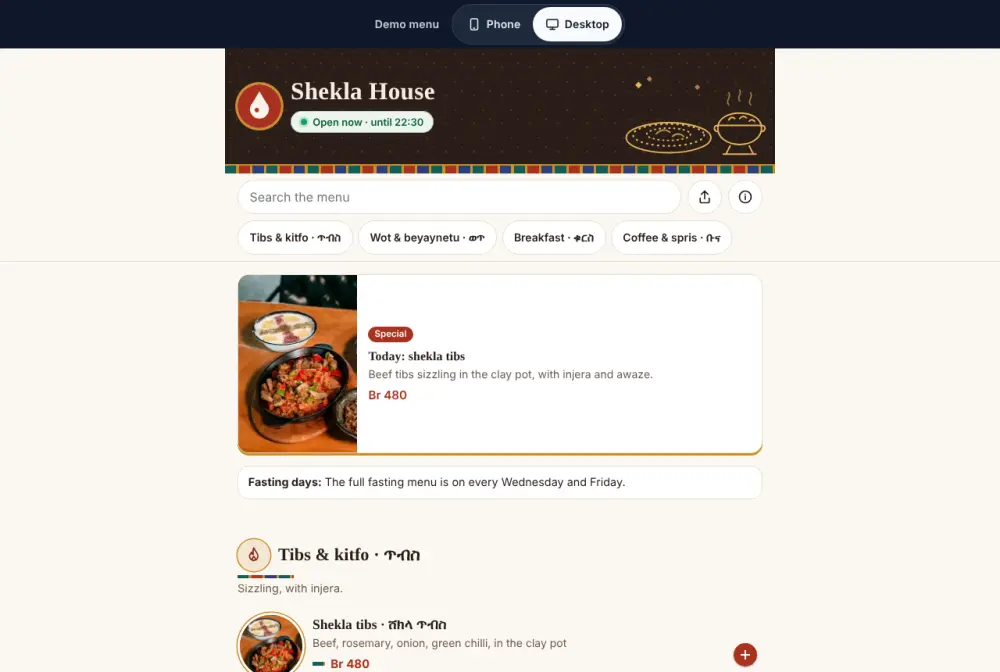 Demo menu
Phone
Desktop
Shekla House
Open now · until 22:30
Search the menu
Tibs & kitfo · ጥብስ
Wot & beyaynetu · ወጥ
Breakfast · ቁርስ
Coffee & spris · ቡና
Special
Today: shekla tibs
Beef tibs sizzling in the clay pot, with injera and awaze.
Br 480
Fasting days: The full fasting menu is on every Wednesday and Friday.
Tibs & kitfo · ጥብስ
Sizzling, with injera.
Shekla tibs · ሸክላ ጥብስ
Beef, rosemary, onion, green chilli, in the clay pot
Br 480